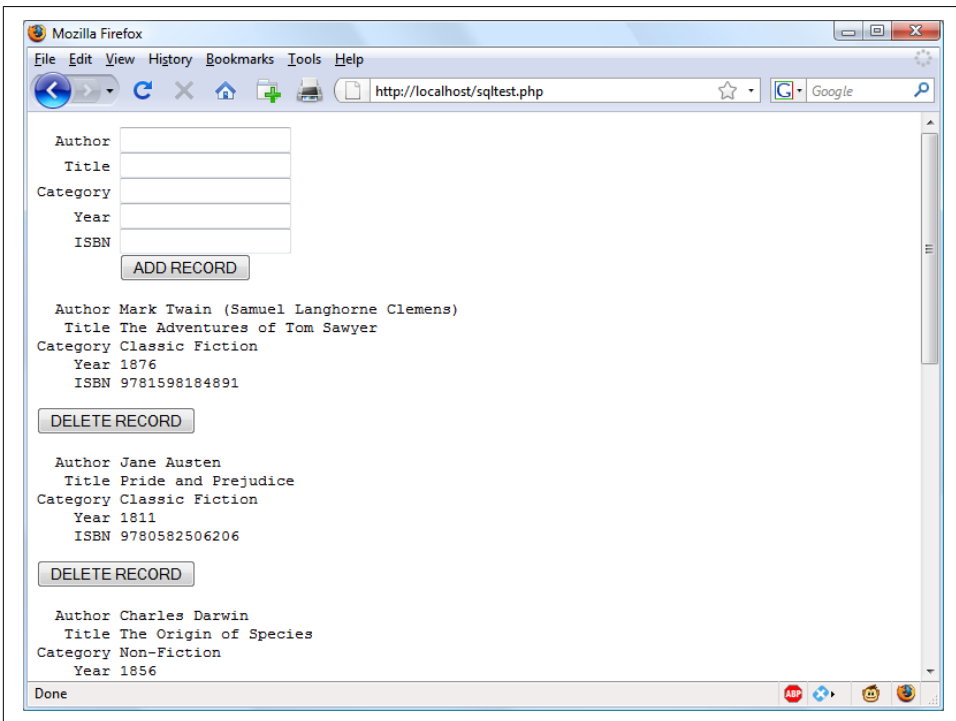 Mozilla Firefox
File Edit View History Bookmarks Tools Help
http://localhost/sqltest.php
G Google
Author
Title
Category
Year
ISBN
ADD RECORD
Author Mark Twain (Samuel Langhorne Clemens)
Title The Adventures of Tom Sawyer
Category Classic Fiction
Year 1876
ISBN 9781598184891
DELETE RECORD
Author Jane Austen
Title Pride and Prejudice
Category Classic Fiction
Year 1811
ISBN 9780582506206
DELETE RECORD
Author Charles Darwin
Title The Origin of Species
Category Non-Fiction
Year 1856
Done
ABP